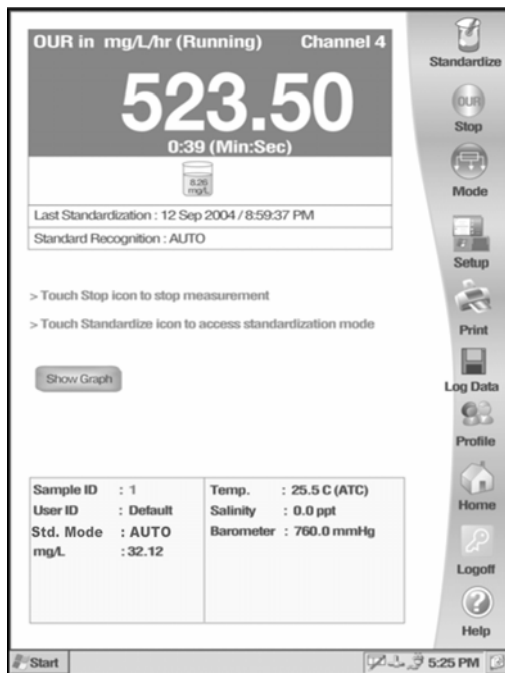 OUR in mg/L/hr (Running) Channel 4
523.50
0:39 (Min:Sec)
8.26
mg/L
Last Standardization : 12 Sep 2004 / 8:59:37 PM
Standard Recognition : AUTO
> Touch Stop icon to stop measurement
> Touch Standardize icon to access standardization mode
Show Graph
Sample ID : 1
User ID : Default
Std. Mode : AUTO
mg/L : 32.12
Temp. : 25.5 C (ATC)
Salinity : 0.0 ppt
Barometer : 760.0 mmHg
Standardize
OUR
Stop
Mode
Setup
Print
Log Data
Profile
Home
Logoff
Help
Start
5:25 PM